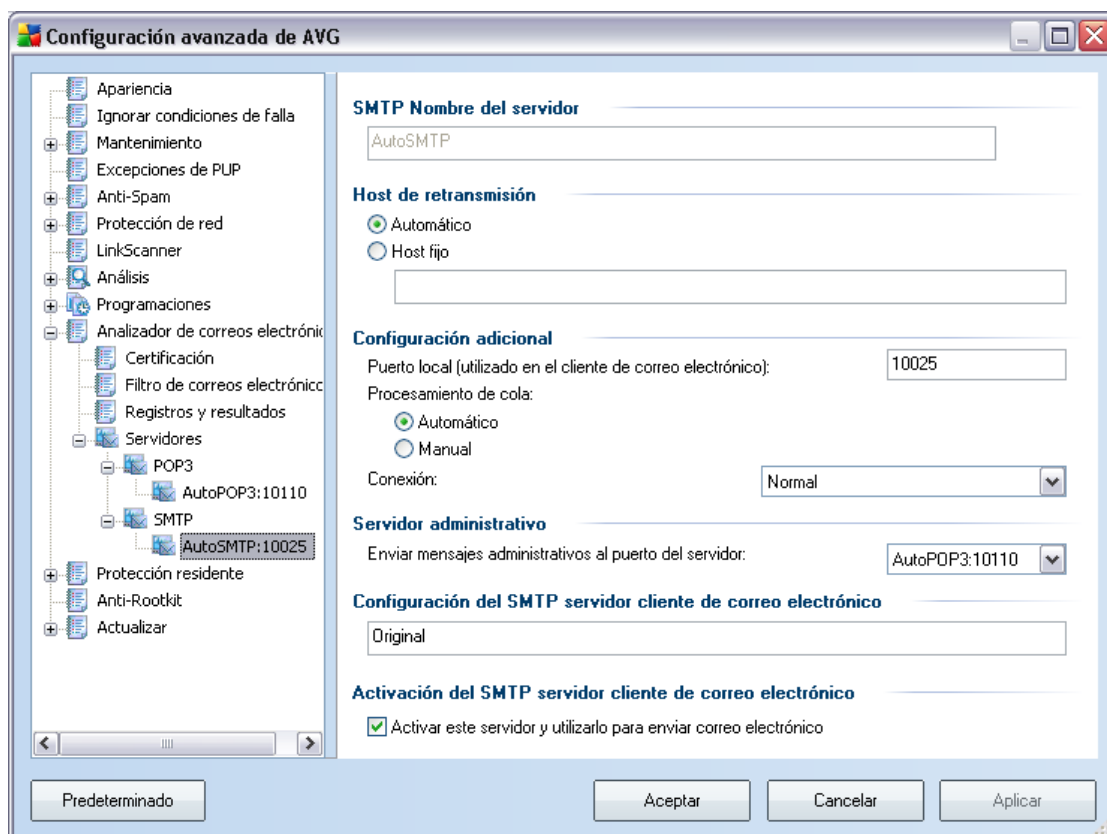 Configuración avanzada de AVG
Apariencia
Ignorar condiciones de falla
Mantenimiento
Excepciones de PUP
Anti-Spam
Protección de red
LinkScanner
Análisis
Programaciones
Analizador de correos electrónic
Certificación
Filtro de correos electrónicc
Registros y resultados
Servidores
POP3
AutoPOP3:10110
SMTP
AutoSMTP:10025
Protección residente
Anti-Rootkit
Actualizar
SMTP Nombre del servidor
AutoSMTP
Host de retransmisión
Automático
Host fijo
Configuración adicional
Puerto local (utilizado en el cliente de correo electrónico): 10025
Procesamiento de cola:
Automático
Manual
Conexión: Normal
Servidor administrativo
Enviar mensajes administrativos al puerto del servidor: AutoPOP3:10110
Configuración del SMTP servidor cliente de correo electrónico
Original
Activación del SMTP servidor cliente de correo electrónico
Activar este servidor y utilizarlo para enviar correo electrónico
Predeterminado Aceptar Cancelar Aplicar